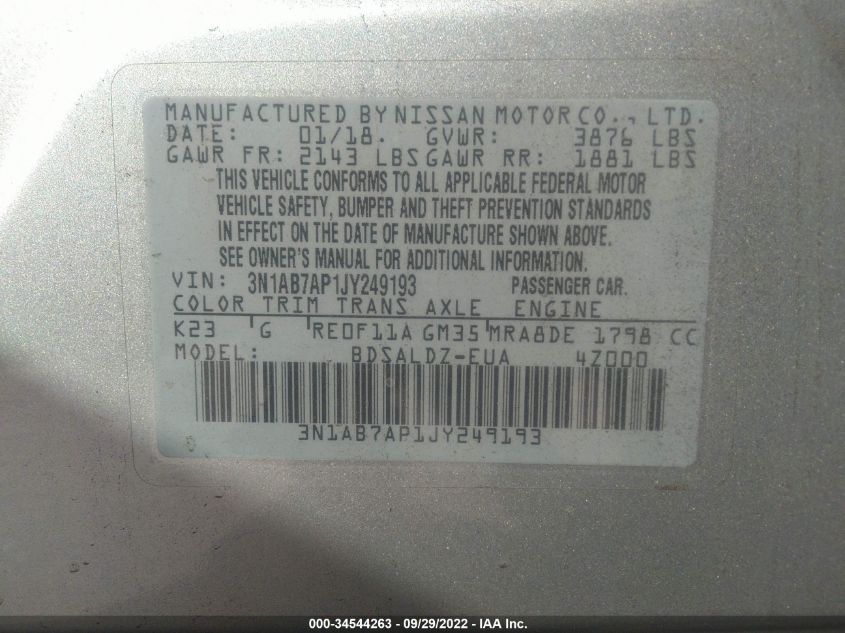 MANUFACTURED BY NISSAN MOTOR CO., LTD.
DATE: 01/18. GVWR: 3876 LBS
GAWR FR: 2143 LBS GAWR RR: 1881 LBS
THIS VEHICLE CONFORMS TO ALL APPLICABLE FEDERAL MOTOR
VEHICLE SAFETY, BUMPER AND THEFT PREVENTION STANDARDS
IN EFFECT ON THE DATE OF MANUFACTURE SHOWN ABOVE.
SEE OWNER'S MANUAL FOR ADDITIONAL INFORMATION.
VIN: 3N1AB7AP1JY249193 PASSENGER CAR.
COLOR TRIM TRANS AXLE ENGINE
K23 G RE0F11A GM35 MRA8DE 1798 CC
MODEL: BDSALDZ-EUA 4Z000
3N1AB7AP1JY249193
000-34544263 - 09/29/2022 - IAA Inc.